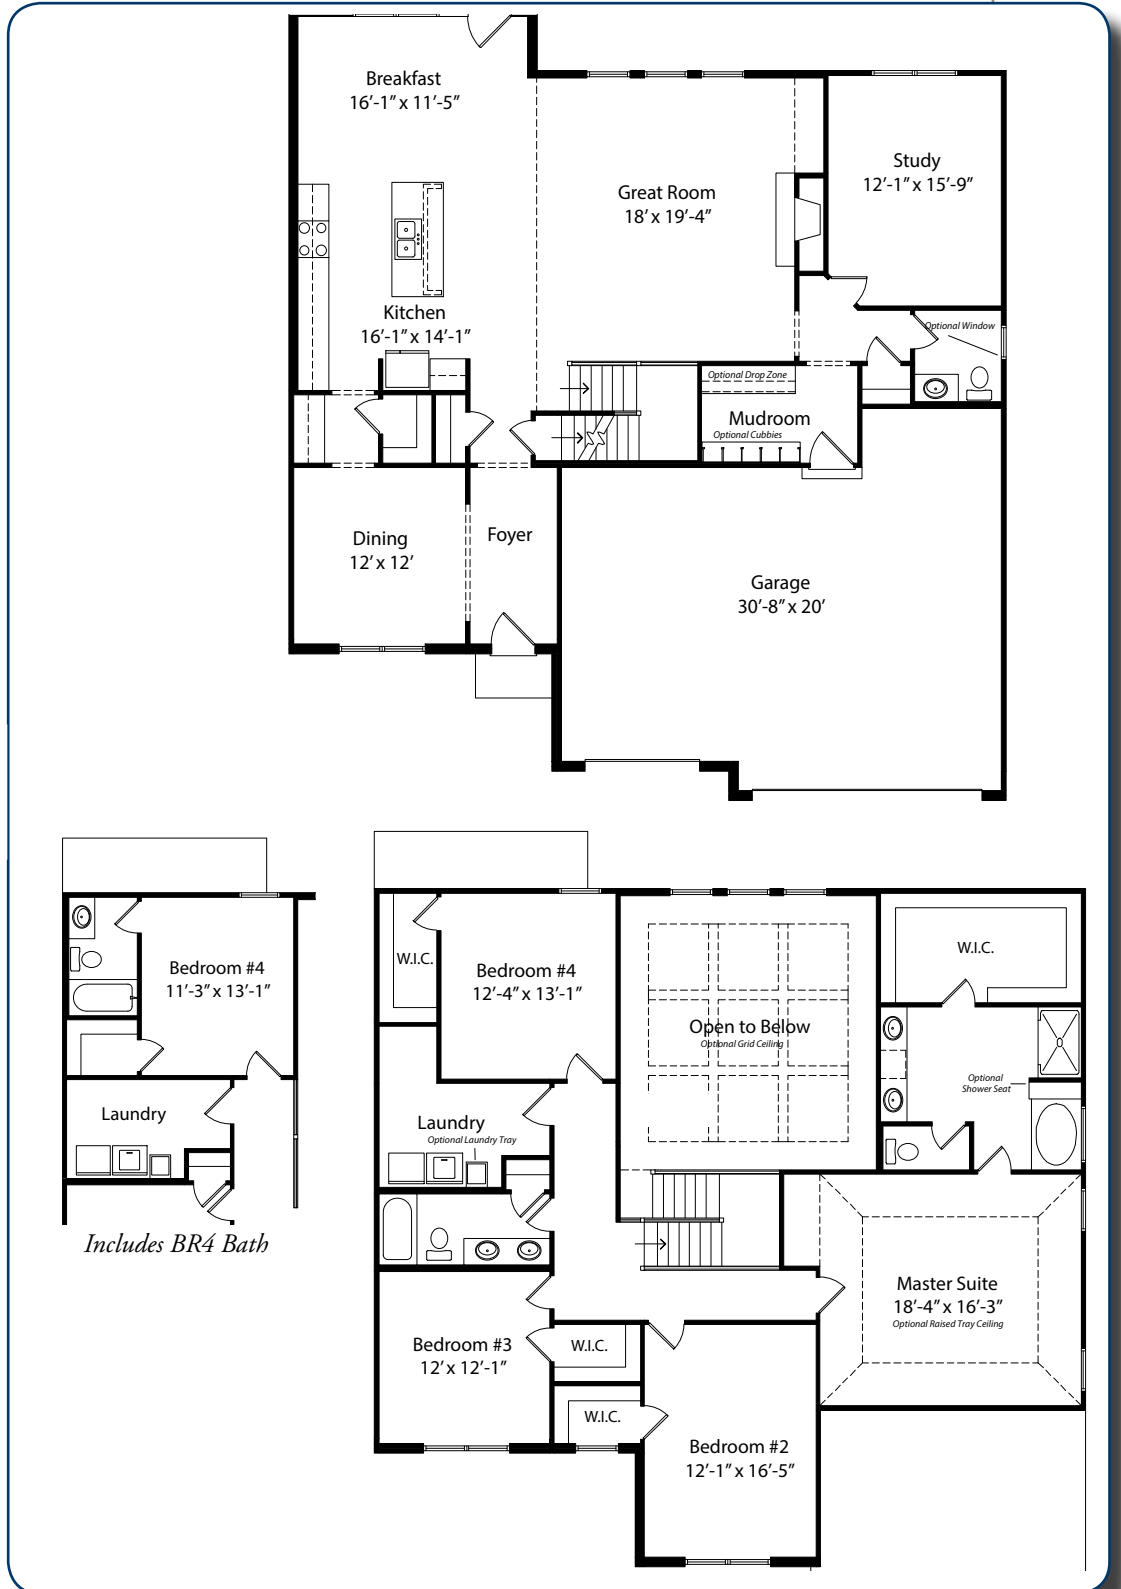 Breakfast
16’-1” x 11’-5”
Study
12’-1” x 15’-9”
Great Room
18’ x 19’-4”
Kitchen
16’-1” x 14’-1”
Optional Window
Optional Drop Zone
Mudroom
Optional Cubbies
Dining
12’ x 12’
Foyer
Garage
30’-8” x 20’
Bedroom #4
11’-3” x 13’-1”
Laundry
Includes BR4 Bath
W.I.C.
Bedroom #4
12’-4” x 13’-1”
Open to Below
Optional Grid Ceiling
W.I.C.
Optional
Shower Seat
Laundry
Optional Laundry Tray
Master Suite
18’-4” x 16’-3”
Optional Raised Tray Ceiling
Bedroom #3
12’ x 12’-1”
W.I.C.
W.I.C.
Bedroom #2
12’-1” x 16’-5”